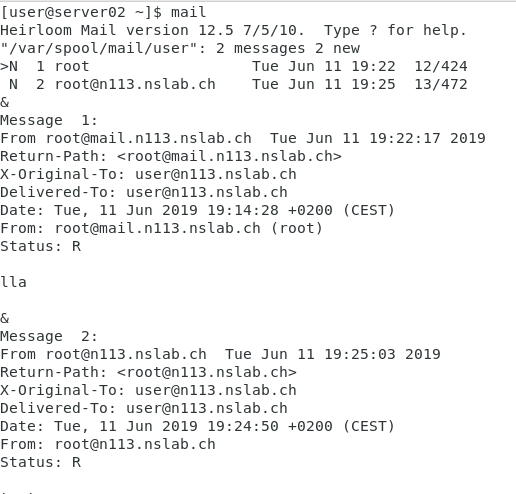 [user@server02 ~]$ mail
Heirloom Mail version 12.5 7/5/10.  Type ? for help.
"/var/spool/mail/user": 2 messages 2 new
>N  1 root                  Tue Jun 11 19:22  12/424
 N  2 root@n113.nslab.ch    Tue Jun 11 19:25  13/472
&
Message  1:
From root@mail.n113.nslab.ch  Tue Jun 11 19:22:17 2019
Return-Path: <root@mail.n113.nslab.ch>
X-Original-To: user@n113.nslab.ch
Delivered-To: user@n113.nslab.ch
Date: Tue, 11 Jun 2019 19:14:28 +0200 (CEST)
From: root@mail.n113.nslab.ch (root)
Status: R

lla

&
Message  2:
From root@n113.nslab.ch  Tue Jun 11 19:25:03 2019
Return-Path: <root@n113.nslab.ch>
X-Original-To: user@n113.nslab.ch
Delivered-To: user@n113.nslab.ch
Date: Tue, 11 Jun 2019 19:24:50 +0200 (CEST)
From: root@n113.nslab.ch
Status: R